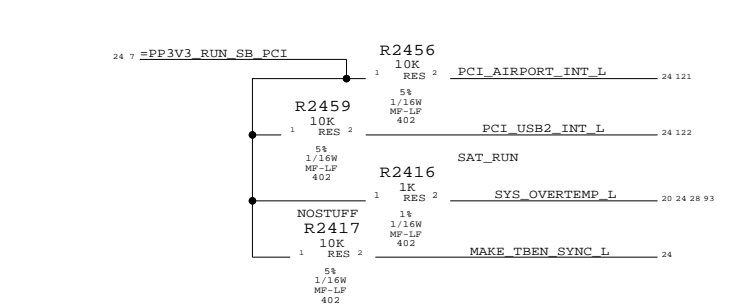 R2456
24 7 =PP3V3_RUN_SB_PCI
10K
1 RES 2 PCI_AIRPORT_INT_L 24 121
5%
1/16W
MF-LF
402
R2459
10K
1 RES 2 PCI_USB2_INT_L 24 122
5%
1/16W
MF-LF
402
SAT_RUN
R2416
1K
1 RES 2 SYS_OVERTEMP_L 20 24 28 93
1%
1/16W
MF-LF
402
NOSTUFF
R2417
10K
1 RES 2 MAKE_TBEN_SYNC_L 24
5%
1/16W
MF-LF
402